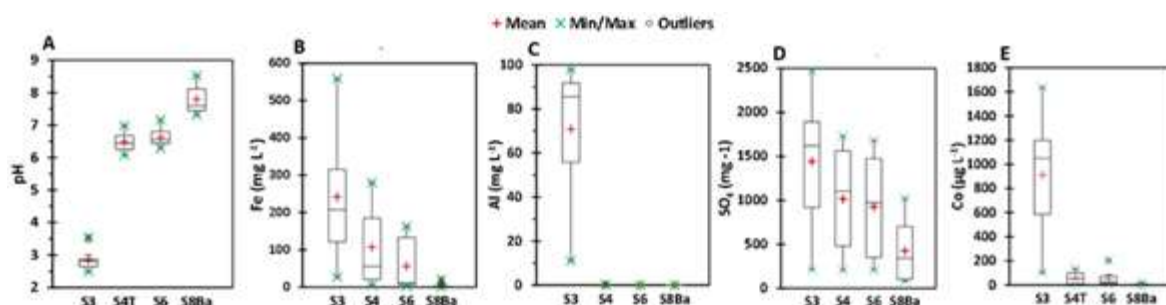 Mean Min/Max Outliers
A
9
8
7
6
5
4
3
2
pH
S3 S4T S6 S8Ba
B
600
500
400
300
200
100
0
Fe (mg L-1)
S3 S4 S6 S8Ba
C
100
80
60
40
20
0
Al (mg L-1)
S3 S4 S6 S8Ba
D
2500
2000
1500
1000
500
0
SO4 (mg -1)
S3 S4 S6 S8Ba
E
1800
1600
1400
1200
1000
800
600
400
200
0
Co (µg L-1)
S3 S4T S6 S8Ba